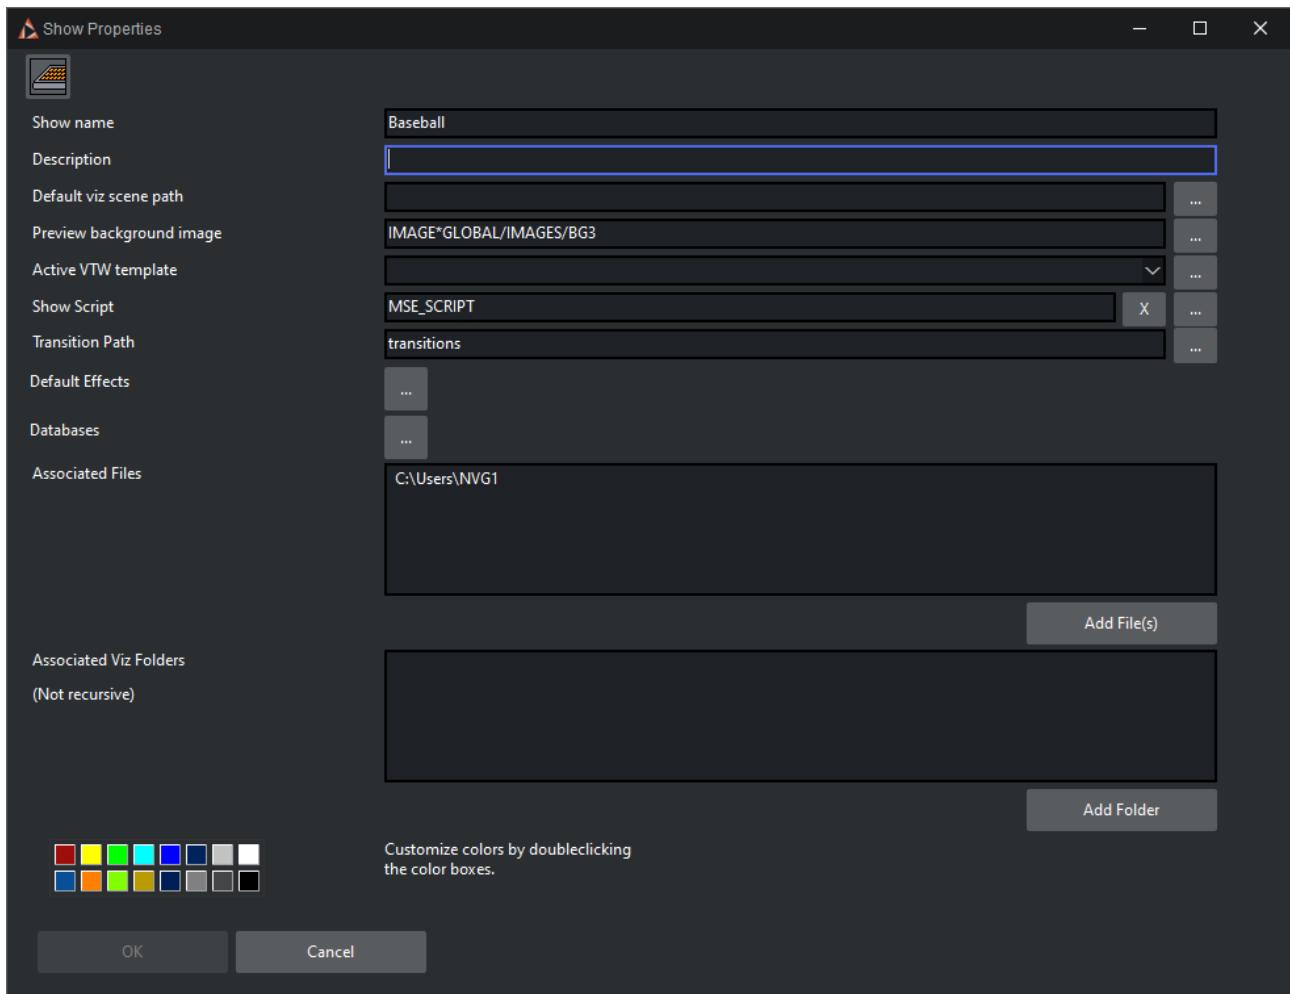 Show Properties
Show name
Baseball
Description
Default viz scene path
...
Preview background image
IMAGE*GLOBAL/IMAGES/BG3
...
Active VTW template
...
Show Script
MSE_SCRIPT
X
...
Transition Path
transitions
...
Default Effects
...
Databases
...
Associated Files
C:\Users\NVG1
Add File(s)
Associated Viz Folders
(Not recursive)
Add Folder
Customize colors by doubleclicking
the color boxes.
OK
Cancel